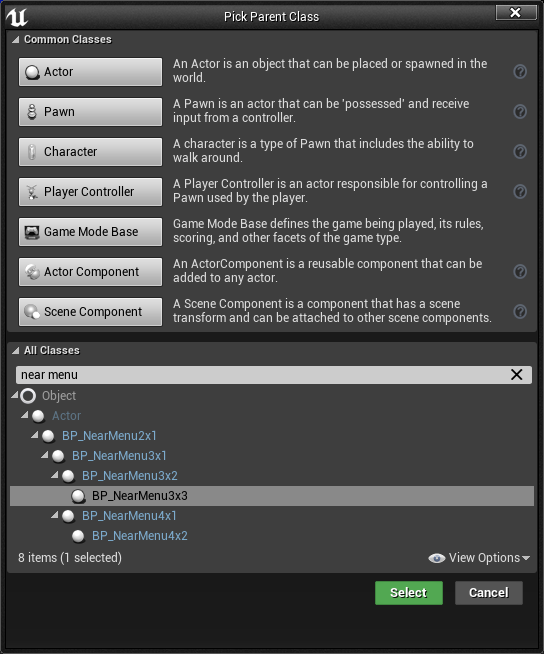 Pick Parent Class
Common Classes
Actor
An Actor is an object that can be placed or spawned in the
world.
Pawn
A Pawn is an actor that can be 'possessed' and receive
input from a controller.
Character
A character is a type of Pawn that includes the ability to
walk around.
Player Controller
A Player Controller is an actor responsible for controlling a
Pawn used by the player.
Game Mode Base
Game Mode Base defines the game being played, its rules,
scoring, and other facets of the game type.
Actor Component
An ActorComponent is a reusable component that can be
added to any actor.
Scene Component
A Scene Component is a component that has a scene
transform and can be attached to other scene components.
All Classes
near menu
Object
Actor
BP_NearMenu2x1
BP_NearMenu3x1
BP_NearMenu3x2
BP_NearMenu3x3
BP_NearMenu4x1
BP_NearMenu4x2
8 items (1 selected)
View Options
Select
Cancel